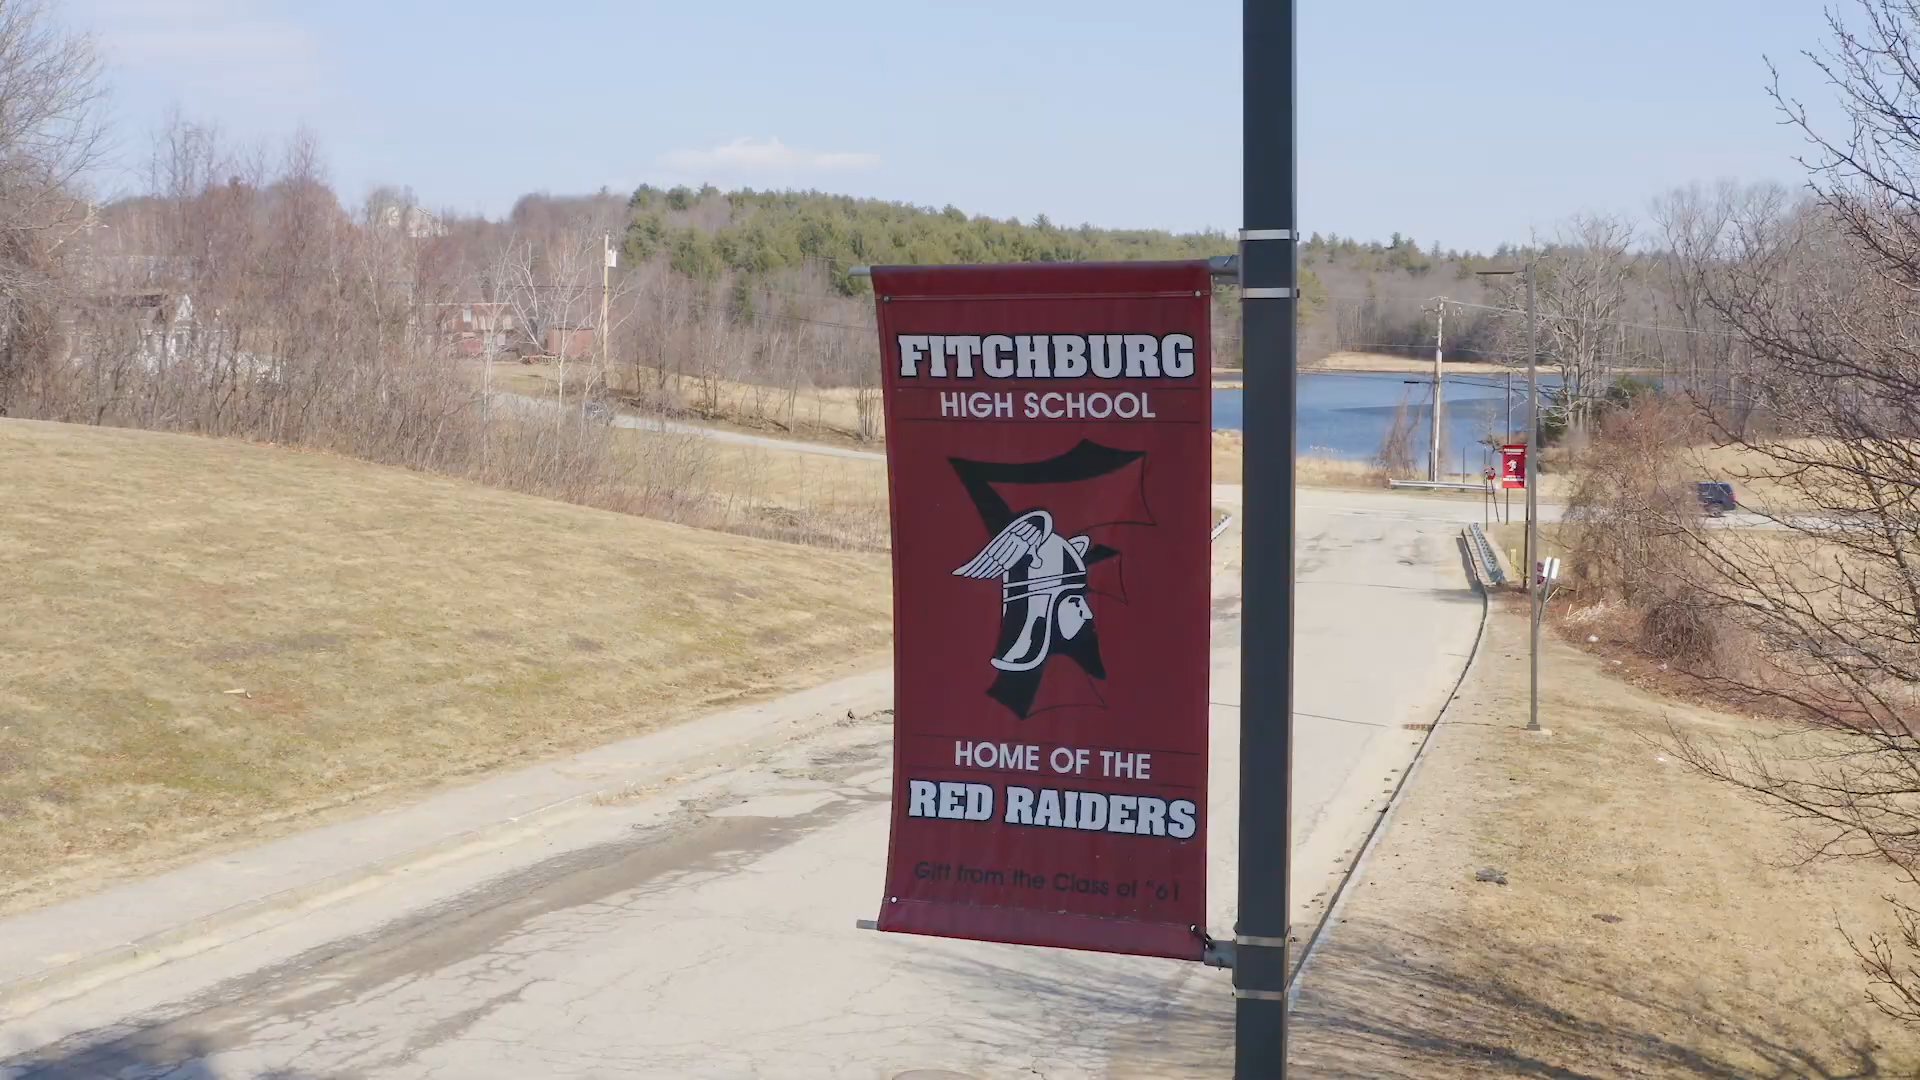 FITCHBURG
HIGH SCHOOL
HOME OF THE
RED RAIDERS
Gift from the Class of "61